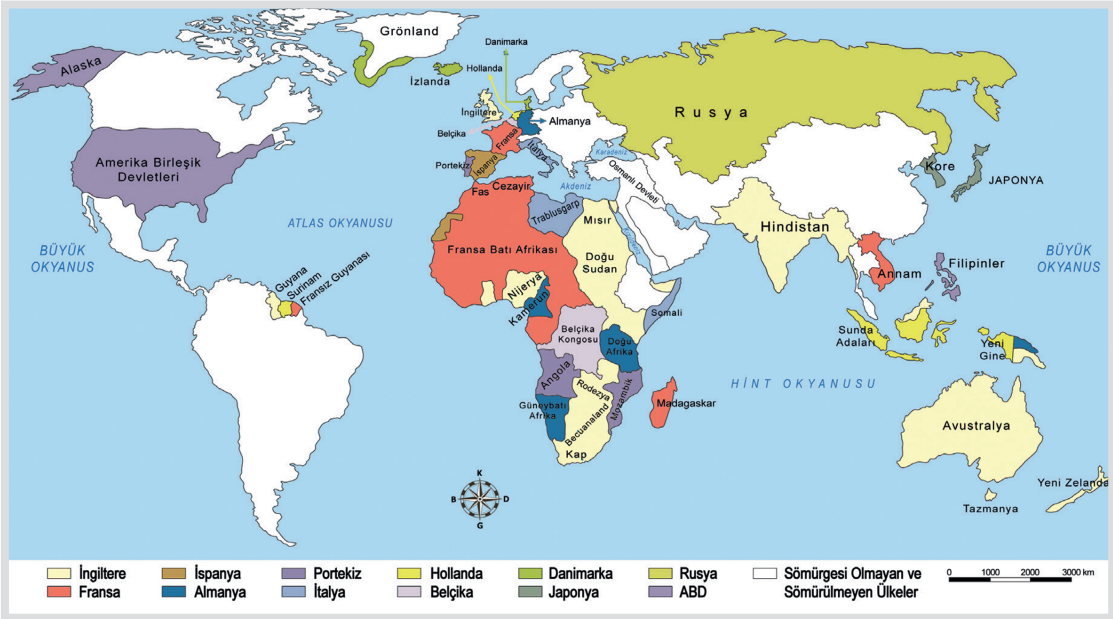 Grönland
Alaska
Danimarka
Hollanda
İzlanda
İngiltere
Almanya
Belçika
Fransa
Rusya
Amerika Birleşik
Devletleri
Portekiz
İspanya
İtalya
Karadeniz
Osmanlı Devleti
Akdeniz
Kore
JAPONYA
Fas
Cezayir
Trablusgarp
Mısır
Kızıldeniz
ATLAS OKYANUSU
BÜYÜK
OKYANUS
Fransa Batı Afrikası
Doğu
Sudan
Hindistan
BÜYÜK
OKYANUS
Guyana
Surinam
Fransız Guyanası
Nijerya
Kamerun
Annam
Filipinler
Somali
Belçika
Kongosu
Doğu
Afrika
Sunda
Adaları
Yeni
Gine
Angola
Rodezya
Mozambik
Madagaskar
HİNT OKYANUSU
Güneybatı
Afrika
Bectuanaland
Kap
Avustralya
Yeni Zelanda
Tazmanya
K
B D
G
İngiltere İspanya Portekiz Hollanda Danimarka Rusya Sömürgesi Olmayan ve
Sömürülmeyen Ülkeler
Fransa Almanya İtalya Belçika Japonya ABD
0 1000 2000 3000 km